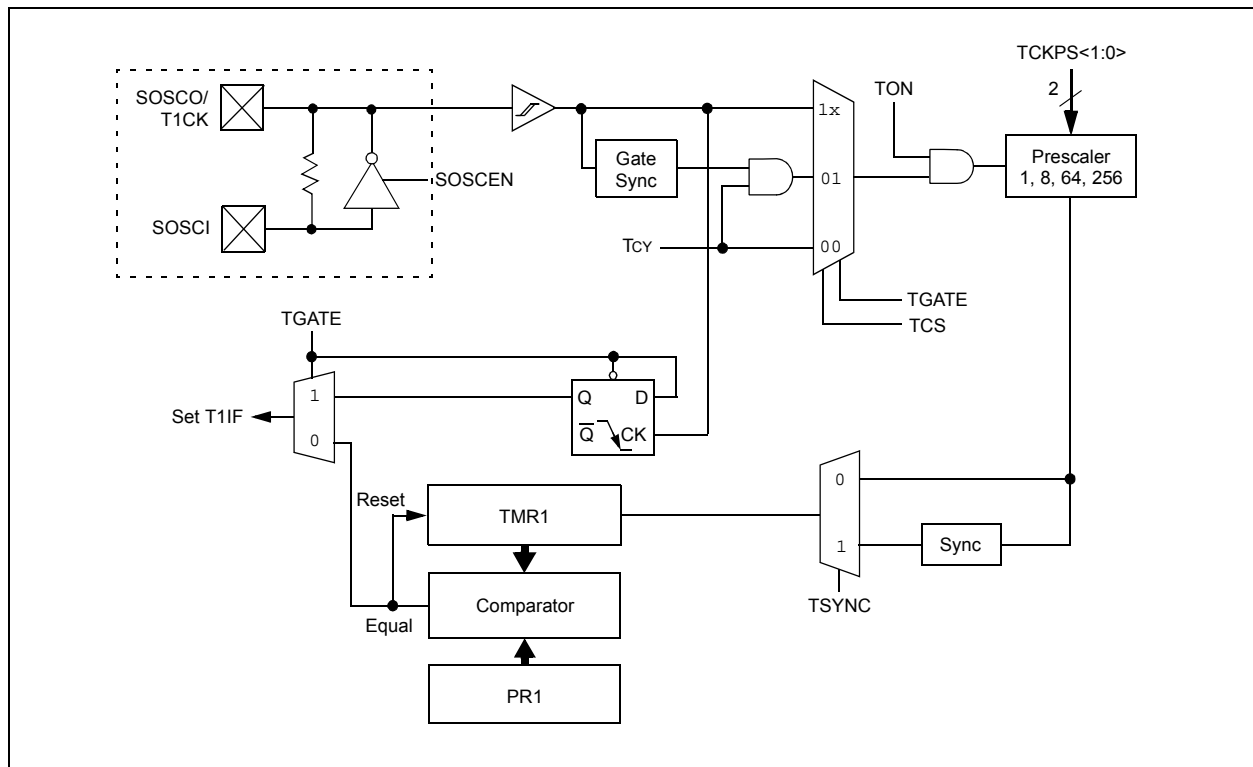 TCKPS<1:0>
2
SOSCO/
T1CK
TON
1x
Prescaler
1, 8, 64, 256
Gate
Sync
SOSCEN
01
SOSCI
TCY
00
TGATE
TCS
TGATE
1
Q
D
Set T1IF
0
Q
CK
Reset
0
TMR1
1
Sync
Comparator
TSYNC
Equal
PR1